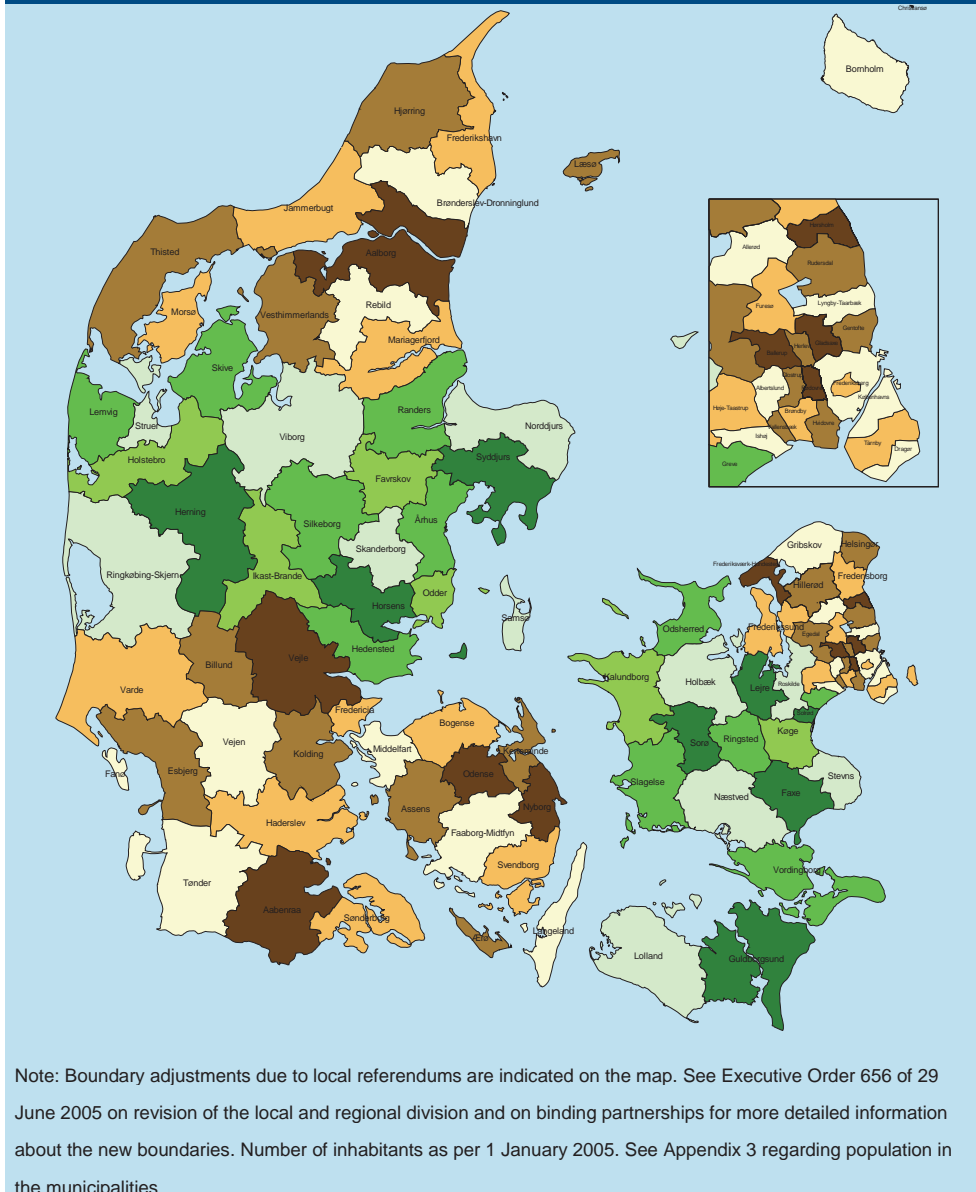 Christiansø
Bornholm
Hjørring
Frederikshavn
Læsø
Brønderslev-Dronninglund
Jammerbugt
Thisted
Aalborg
Rebild
Morsø
Vesthimmerlands
Mariagerfjord
Skive
Lemvig
Struer
Randers
Viborg
Norddjurs
Holstebro
Syddjurs
Favrskov
Herning
Silkeborg
Århus
Skanderborg
Ringkøbing-Skjern
Ikast-Brande
Odder
Horsens
Samsø
Hedensted
Billund
Vejle
Varde
Fredericia
Vejen
Kolding
Fanø
Esbjerg
Haderslev
Tønder
Aabenraa
Sønderborg
Bogense
Middelfart
Kerteminde
Odense
Assens
Nyborg
Faaborg-Midtfyn
Svendborg
Langeland
Ærø
Hørsholm
Allerød
Rudersdal
Furesø
Lyngby-Taarbæk
Gentofte
Gladsaxe
Herlev
Ballerup
Glostrup
Albertslund
Frederiksberg
Københavns
Høje-Taastrup
Brøndby
Hvidovre
Vallensbæk
Ishøj
Tårnby
Dragør
Greve
Gribskov
Helsingør
Fredensborg
Hillerød
Frederikssund
Egedal
Odsherred
Kalundborg
Holbæk
Lejre
Roskilde
Sorø
Ringsted
Køge
Slagelse
Stevns
Næstved
Faxe
Vordingborg
Lolland
Guldborgsund
Note: Boundary adjustments due to local referendums are indicated on the map. See Executive Order 656 of 29
June 2005 on revision of the local and regional division and on binding partnerships for more detailed information
about the new boundaries. Number of inhabitants as per 1 January 2005. See Appendix 3 regarding population in
the municipalities